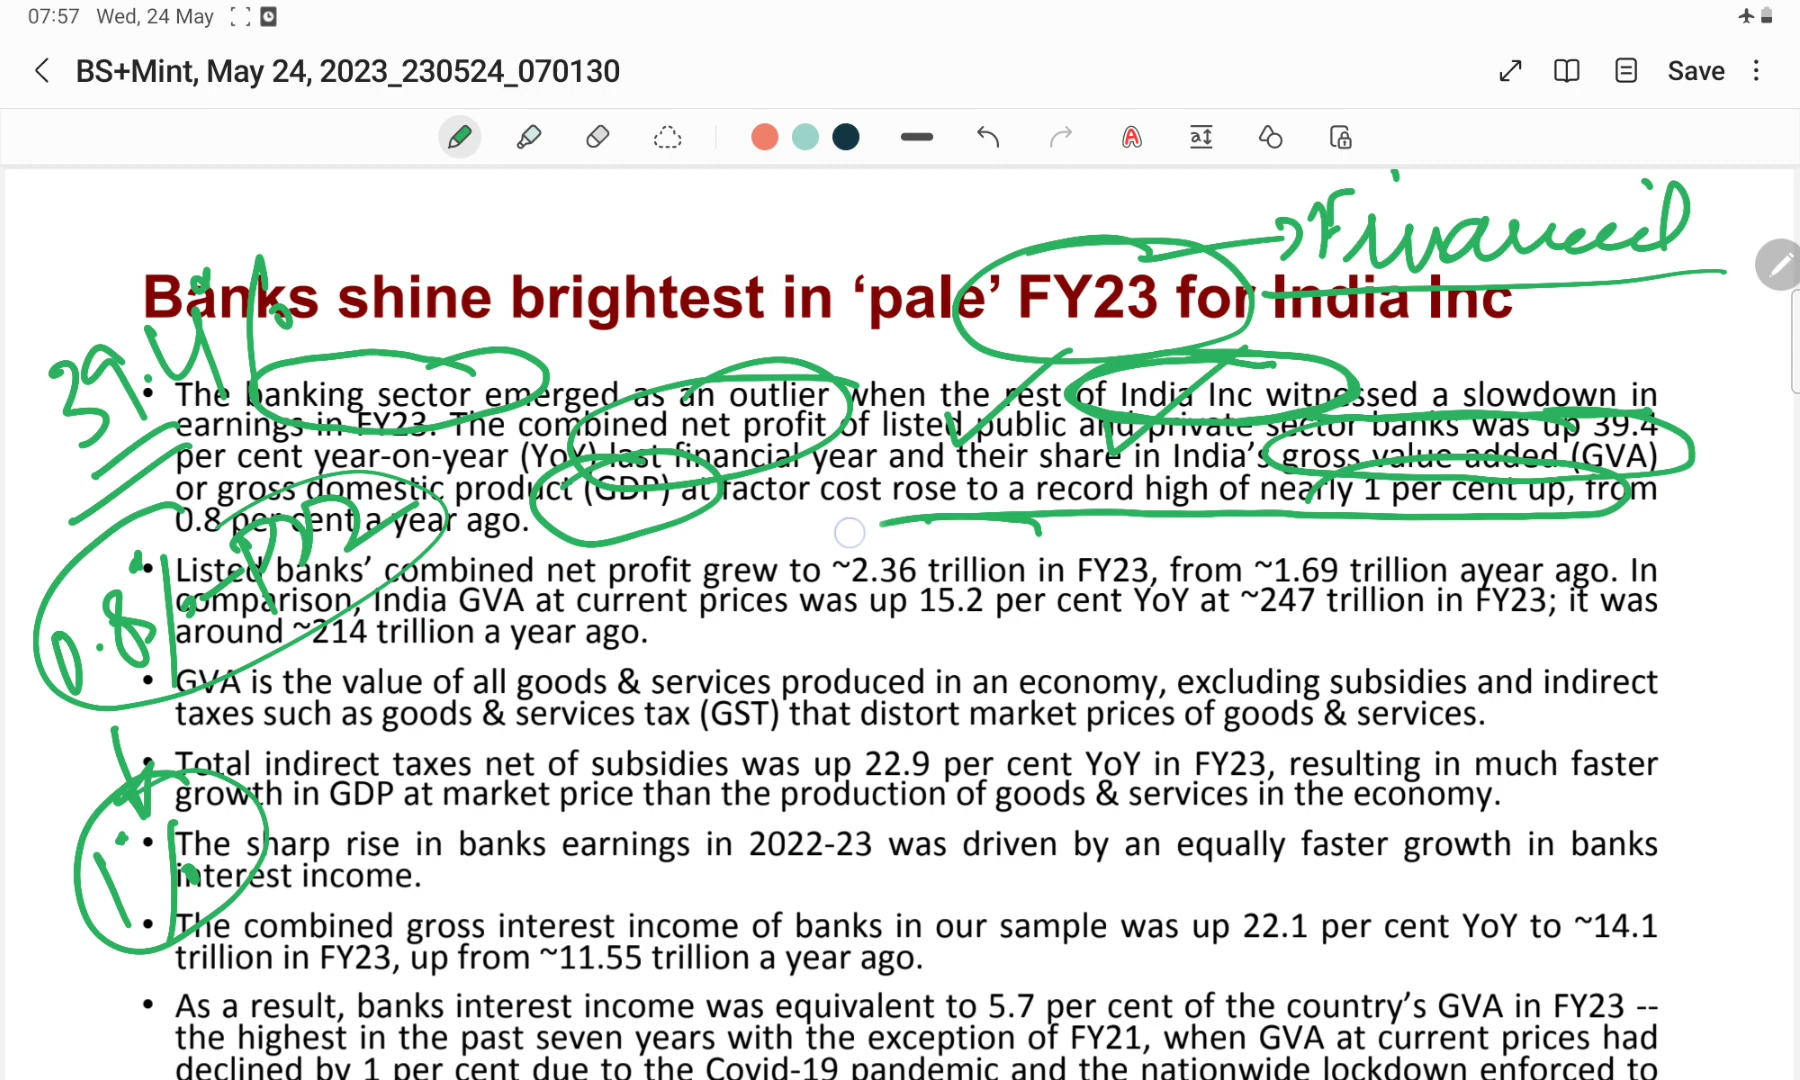 07:57 Wed, 24 May
BS+Mint, May 24, 2023_230524_070130
Save
Financial
Banks shine brightest in ‘pale’ FY23 for India Inc
39.4%
• The banking sector emerged as an outlier when the rest of India Inc witnessed a slowdown in
earnings in FY23. The combined net profit of listed public and private sector banks was up 39.4
per cent year-on-year (YoY) last financial year and their share in India’s gross value added (GVA)
or gross domestic product (GDP) at factor cost rose to a record high of nearly 1 per cent up, from
0.8 per cent a year ago.
0.8%
• Listed banks’ combined net profit grew to ~2.36 trillion in FY23, from ~1.69 trillion ayear ago. In
comparison, India GVA at current prices was up 15.2 per cent YoY at ~247 trillion in FY23; it was
around ~214 trillion a year ago.
• GVA is the value of all goods & services produced in an economy, excluding subsidies and indirect
taxes such as goods & services tax (GST) that distort market prices of goods & services.
• Total indirect taxes net of subsidies was up 22.9 per cent YoY in FY23, resulting in much faster
growth in GDP at market price than the production of goods & services in the economy.
1%
• The sharp rise in banks earnings in 2022-23 was driven by an equally faster growth in banks
interest income.
• The combined gross interest income of banks in our sample was up 22.1 per cent YoY to ~14.1
trillion in FY23, up from ~11.55 trillion a year ago.
• As a result, banks interest income was equivalent to 5.7 per cent of the country’s GVA in FY23 --
the highest in the past seven years with the exception of FY21, when GVA at current prices had
declined by 1 per cent due to the Covid-19 pandemic and the nationwide lockdown enforced to